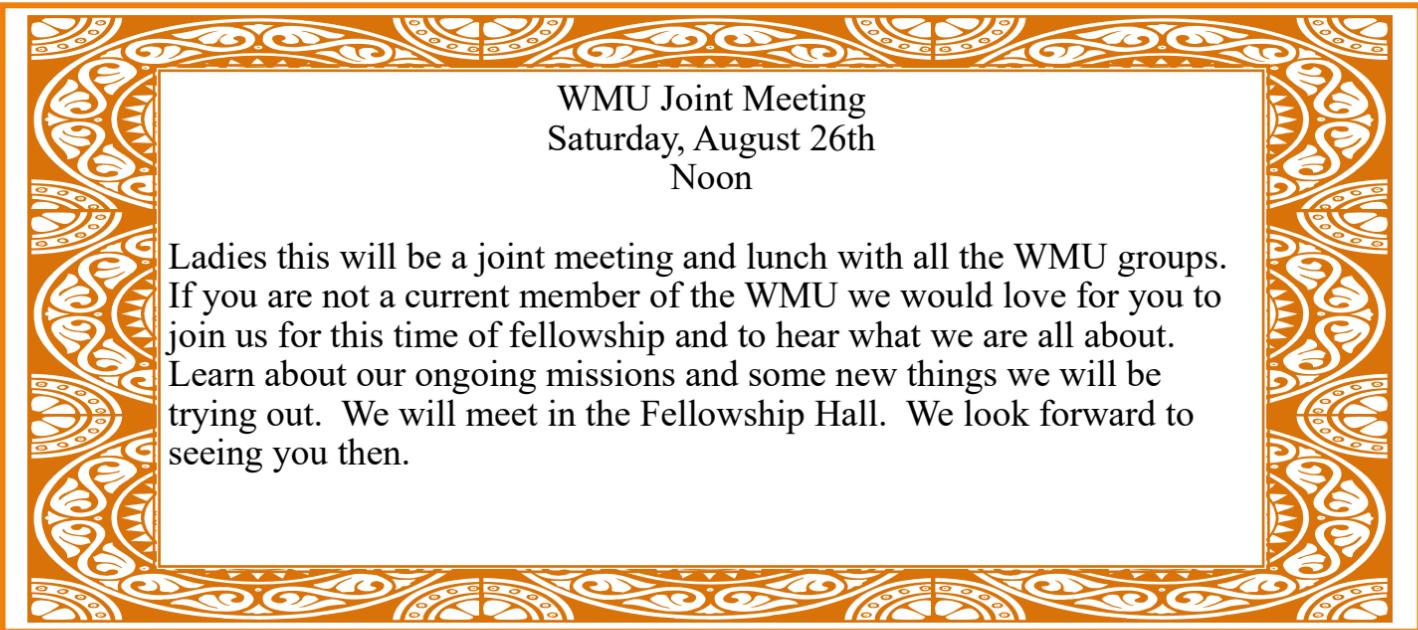 WMU Joint Meeting
Saturday, August 26th
Noon
Ladies this will be a joint meeting and lunch with all the WMU groups.
If you are not a current member of the WMU we would love for you to
join us for this time of fellowship and to hear what we are all about.
Learn about our ongoing missions and some new things we will be
trying out.  We will meet in the Fellowship Hall.  We look forward to
seeing you then.